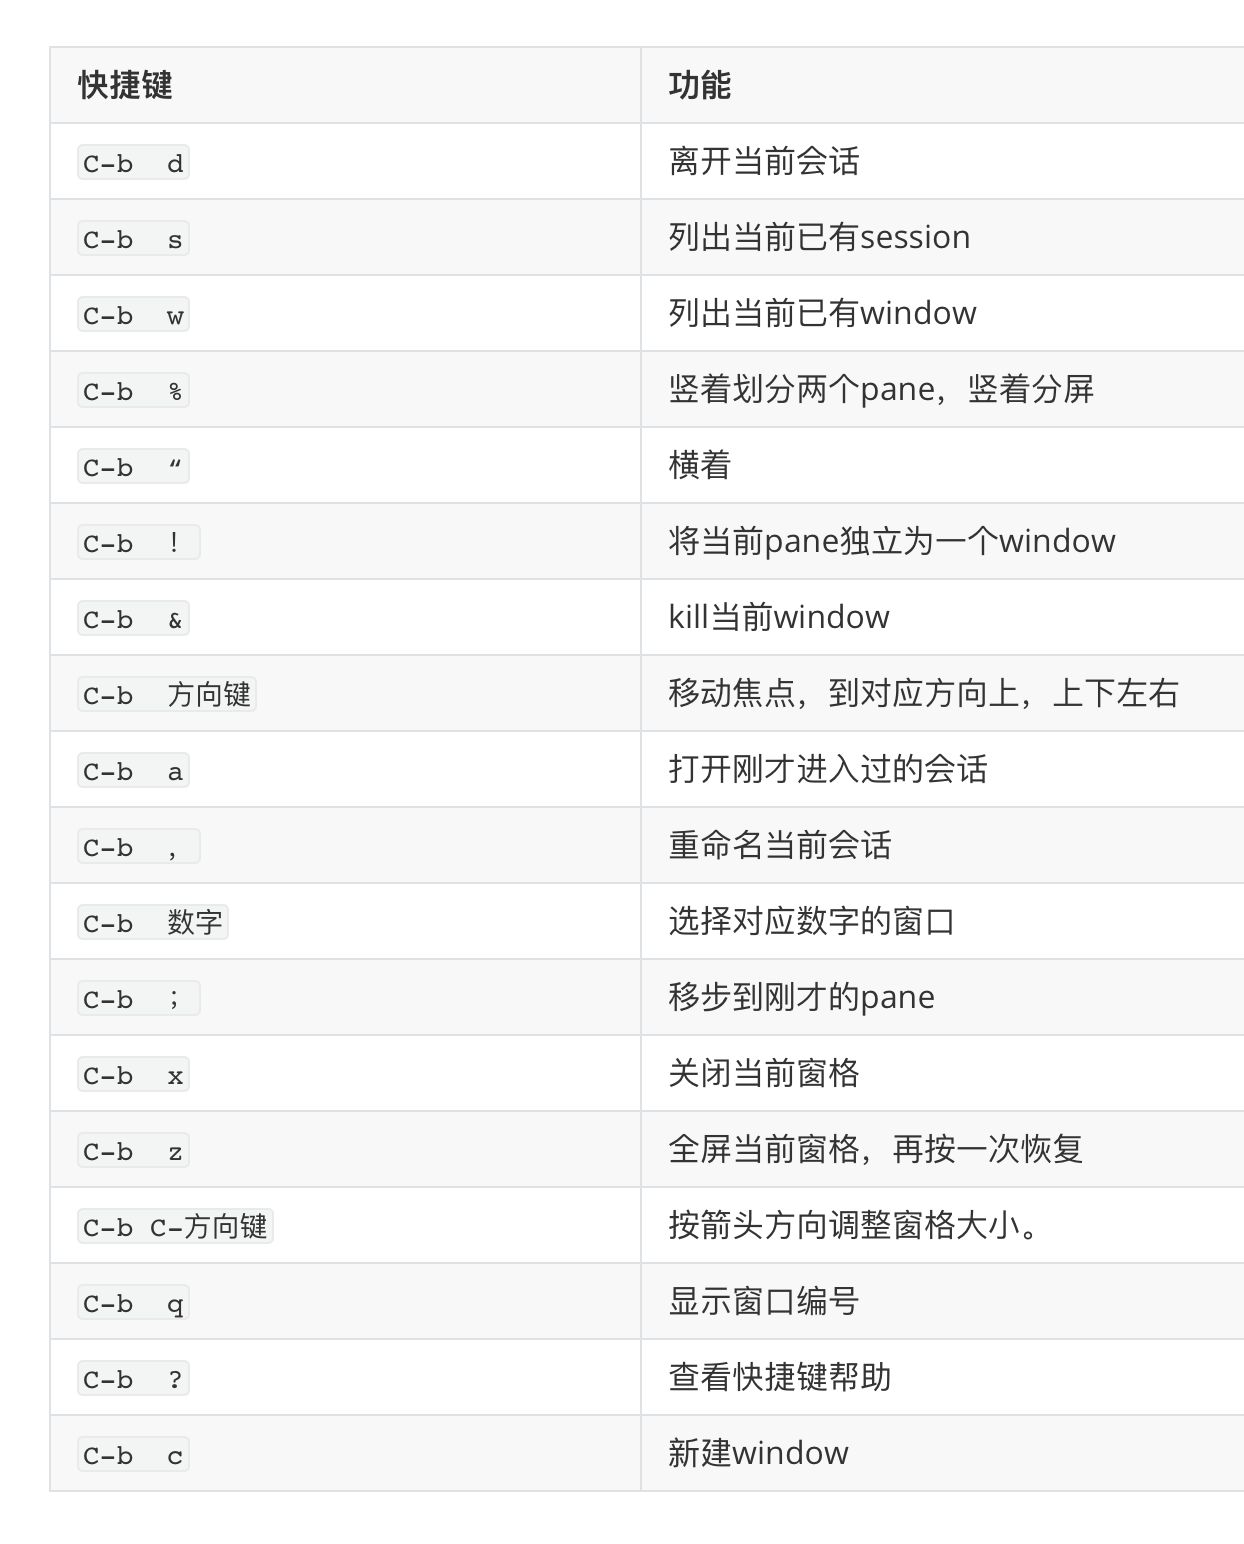 快捷键 功能
C-b  d 离开当前会话
C-b  s 列出当前已有session
C-b  w 列出当前已有window
C-b  % 竖着划分两个pane，竖着分屏
C-b  “ 横着
C-b  ！ 将当前pane独立为一个window
C-b  & kill当前window
C-b  方向键 移动焦点，到对应方向上，上下左右
C-b  a 打开刚才进入过的会话
C-b  ， 重命名当前会话
C-b  数字 选择对应数字的窗口
C-b  ； 移步到刚才的pane
C-b  x 关闭当前窗格
C-b  z 全屏当前窗格，再按一次恢复
C-b C-方向键 按箭头方向调整窗格大小。
C-b  q 显示窗口编号
C-b  ? 查看快捷键帮助
C-b  c 新建window